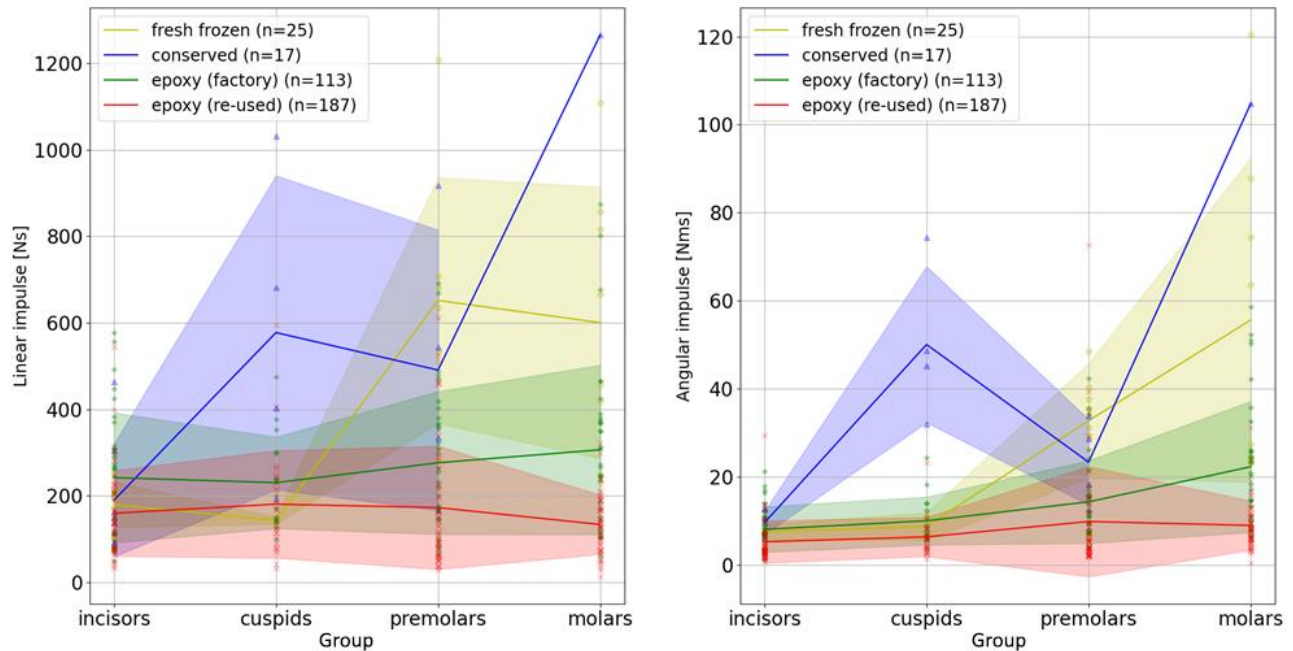 fresh frozen (n=25)
conserved (n=17)
epoxy (factory) (n=113)
epoxy (re-used) (n=187)
1200
1000
800
600
400
200
0
Linear impulse [Ns]
incisors cuspids premolars molars
Group
fresh frozen (n=25)
conserved (n=17)
epoxy (factory) (n=113)
epoxy (re-used) (n=187)
120
100
80
60
40
20
0
Angular impulse [Nms]
incisors cuspids premolars molars
Group